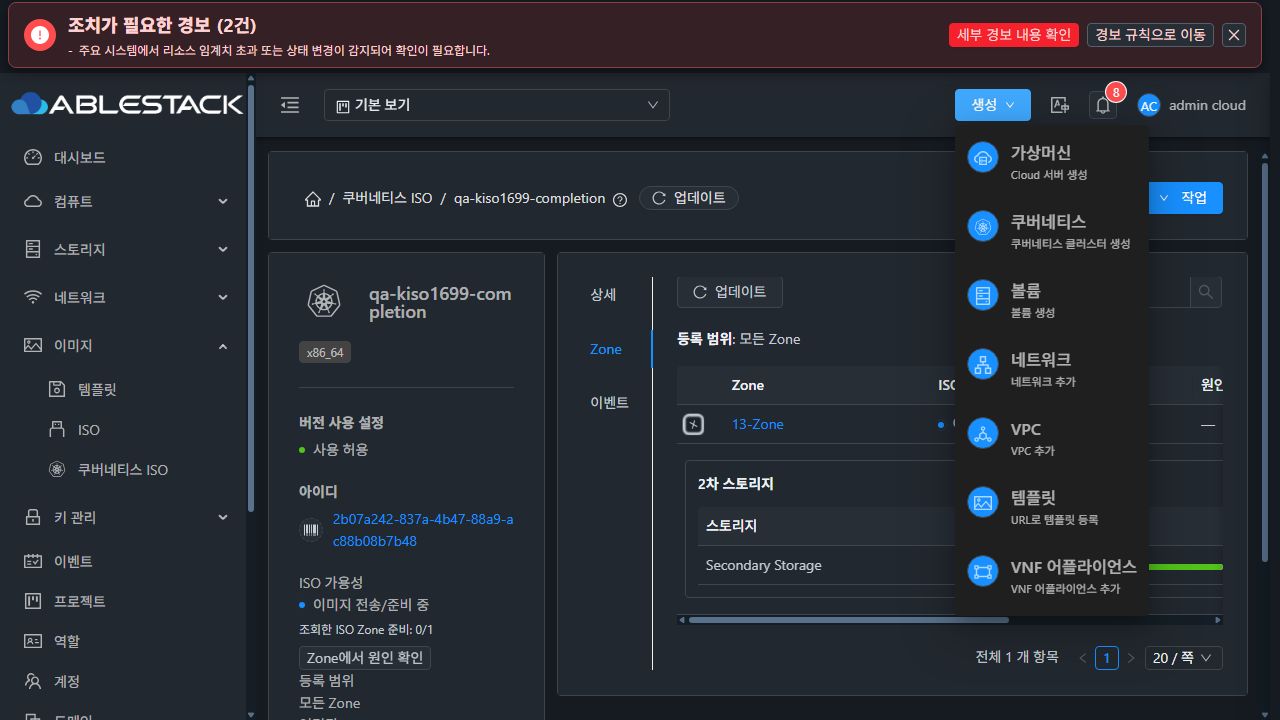 조치가 필요한 경보 (2건)
- 주요 시스템에서 리소스 임계치 초과 또는 상태 변경이 감지되어 확인이 필요합니다.
세부 경보 내용 확인
경보 규칙으로 이동
ABLESTACK
기본 보기
생성
8
AC
admin cloud
대시보드
컴퓨트
스토리지
네트워크
이미지
템플릿
ISO
쿠버네티스 ISO
키 관리
이벤트
프로젝트
역할
계정
/ 쿠버네티스 ISO / qa-kiso1699-completion
업데이트
작업
qa-kiso1699-com
pletion
x86_64
버전 사용 설정
사용 허용
아이디
2b07a242-837a-4b47-88a9-a
c88b08b7b48
ISO 가용성
이미지 전송/준비 중
조회한 ISO Zone 준비: 0/1
Zone에서 원인 확인
등록 범위
모든 Zone
상세
Zone
이벤트
업데이트
등록 범위: 모든 Zone
Zone
원인
13-Zone
—
2차 스토리지
스토리지
Secondary Storage
전체 1 개 항목
1
20 / 쪽
가상머신
Cloud 서버 생성
쿠버네티스
쿠버네티스 클러스터 생성
볼륨
볼륨 생성
네트워크
네트워크 추가
VPC
VPC 추가
템플릿
URL로 템플릿 등록
VNF 어플라이언스
VNF 어플라이언스 추가